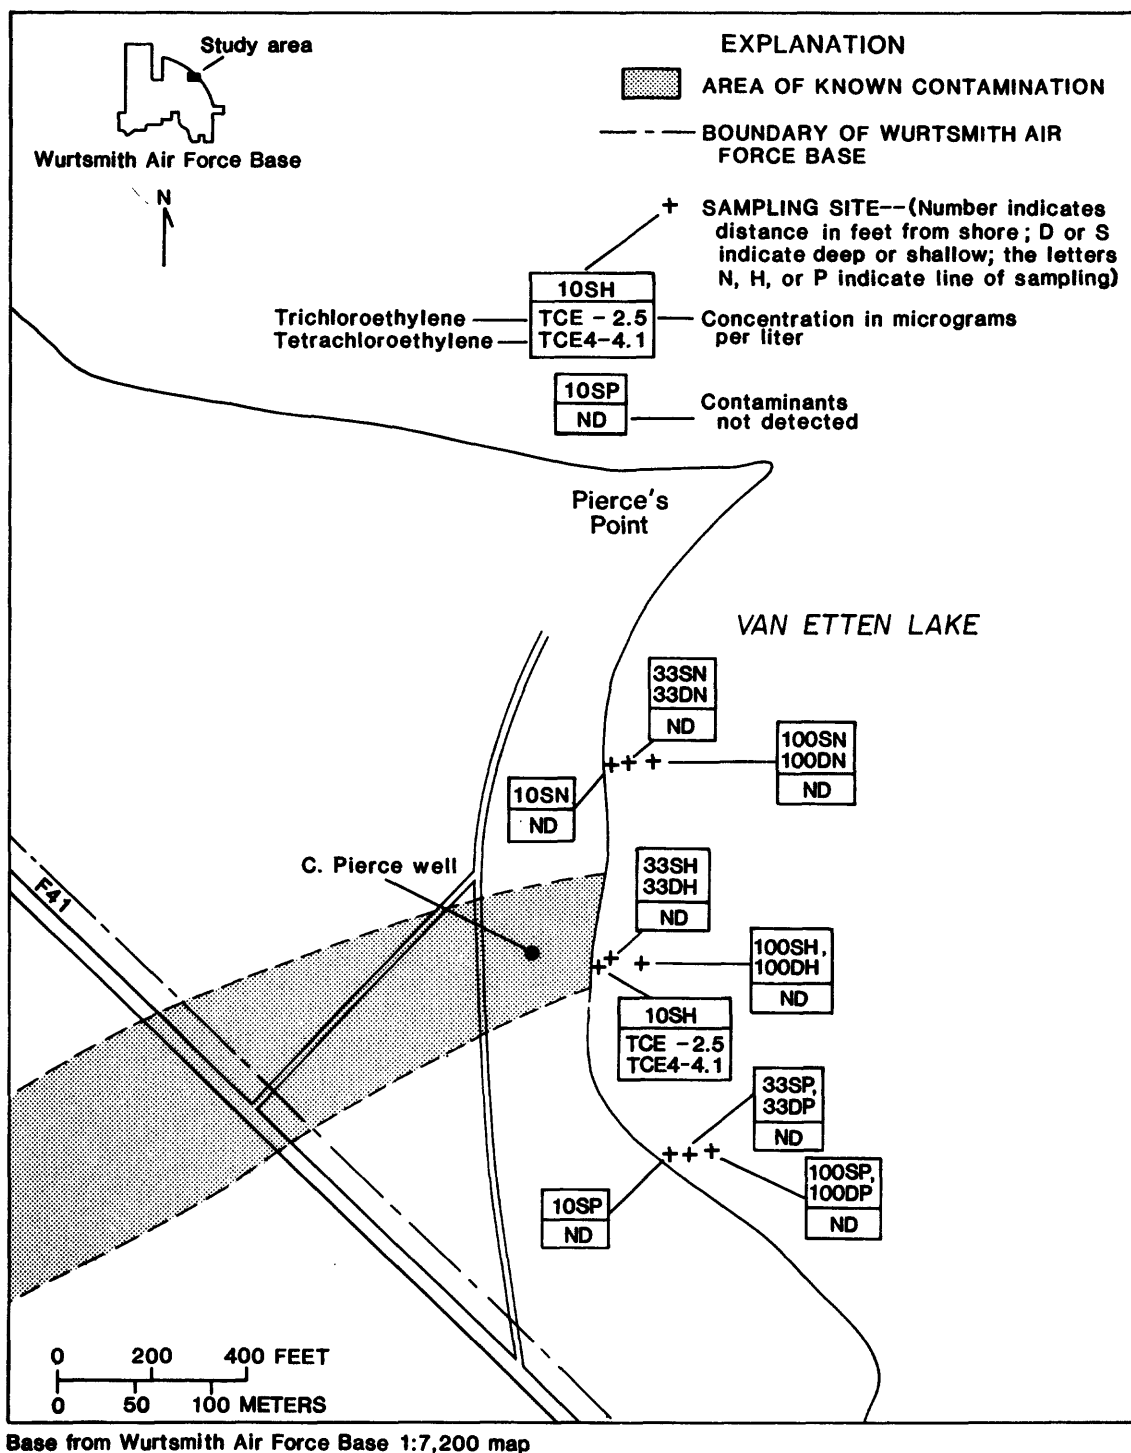 Study area
Wurtsmith Air Force Base
N
EXPLANATION
AREA OF KNOWN CONTAMINATION
BOUNDARY OF WURTSMITH AIR
FORCE BASE
SAMPLING SITE--(Number indicates
distance in feet from shore; D or S
indicate deep or shallow; the letters
N, H, or P indicate line of sampling)
10SH
Trichloroethylene
TCE - 2.5
Concentration in micrograms
per liter
Tetrachloroethylene
TCE4-4.1
10SP
ND
Contaminants
not detected
Pierce's
Point
VAN ETTEN LAKE
33SN
33DN
ND
100SN
100DN
ND
10SN
ND
C. Pierce well
33SH
33DH
ND
F41
100SH,
100DH
ND
10SH
TCE -2.5
TCE4-4.1
33SP,
33DP
ND
100SP,
100DP
ND
10SP
ND
0 200 400 FEET
0 50 100 METERS
Base from Wurtsmith Air Force Base 1:7,200 map